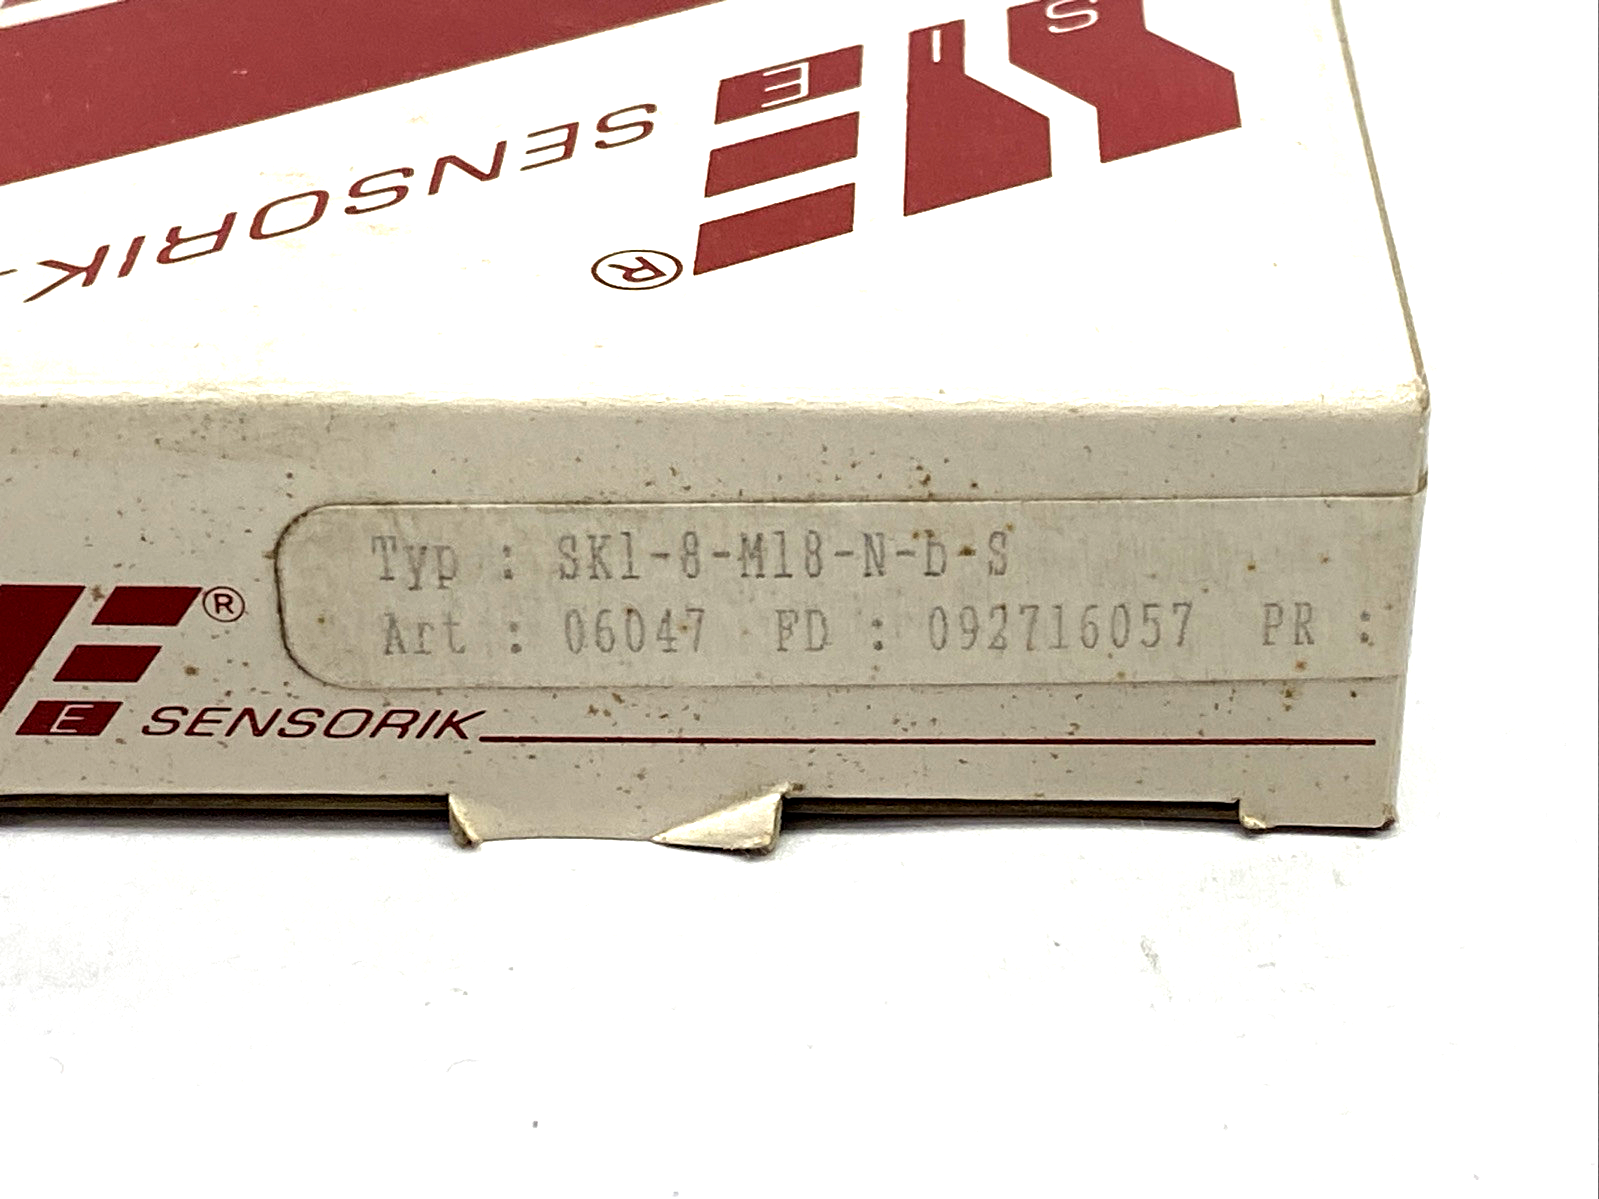 S I E
SENSORIK
®
Typ : SK1-8-M18-N-b-S
Art : 06047 FD : 092716057 PR :
®
E SENSORIK